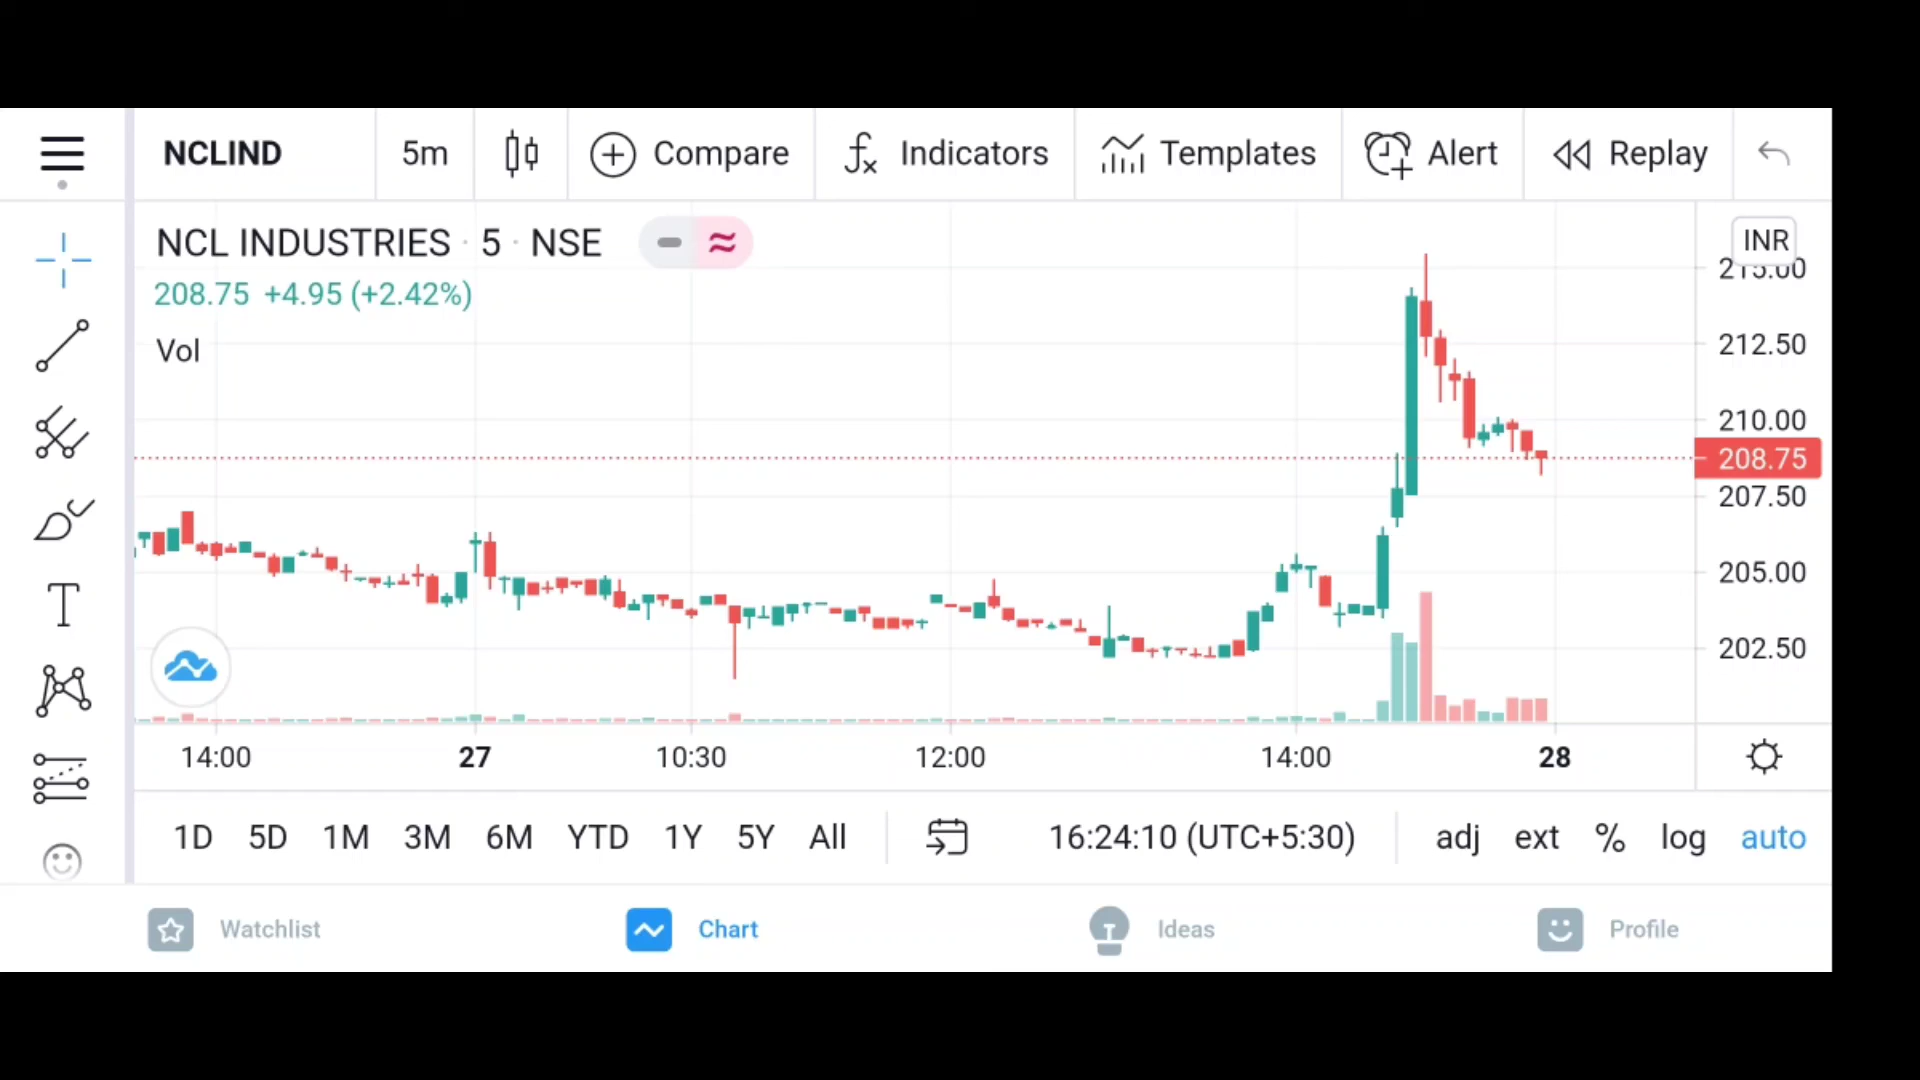 NCLIND 5m Compare Indicators Templates Alert Replay
NCL INDUSTRIES · 5 · NSE
INR
208.75 +4.95 (+2.42%)
Vol
215.00
212.50
210.00
208.75
207.50
205.00
202.50
14:00 27 10:30 12:00 14:00 28
1D 5D 1M 3M 6M YTD 1Y 5Y All 16:24:10 (UTC+5:30) adj ext % log auto
Watchlist Chart Ideas Profile